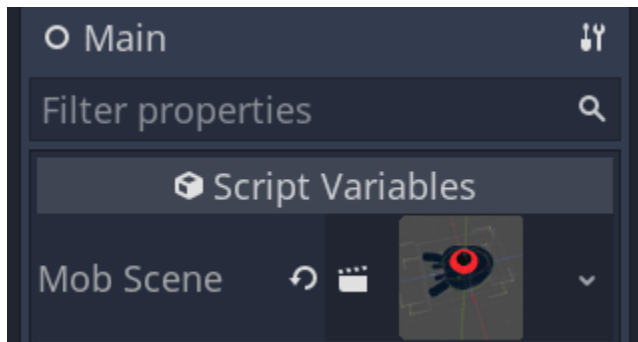 Main
Filter properties
Script Variables
Mob Scene